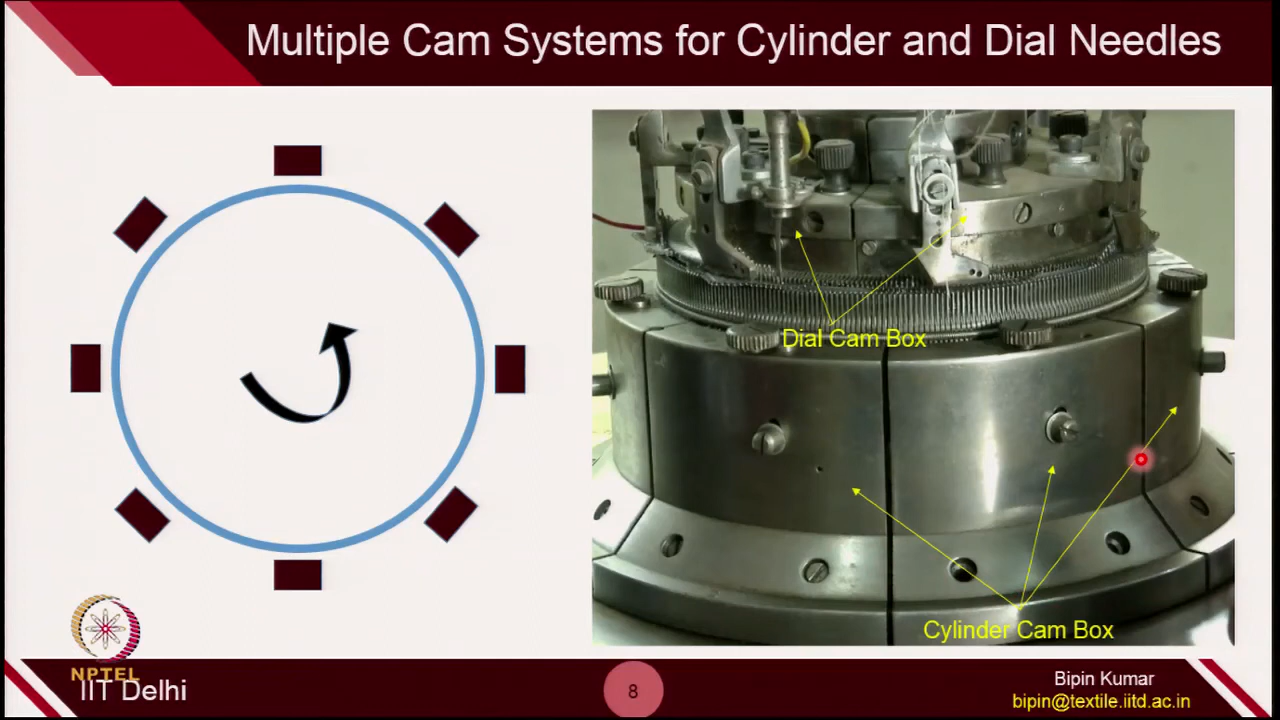 Multiple Cam Systems for Cylinder and Dial Needles
Dial Cam Box
Cylinder Cam Box
NPTEL
IIT Delhi
8
Bipin Kumar
bipin@textile.iitd.ac.in